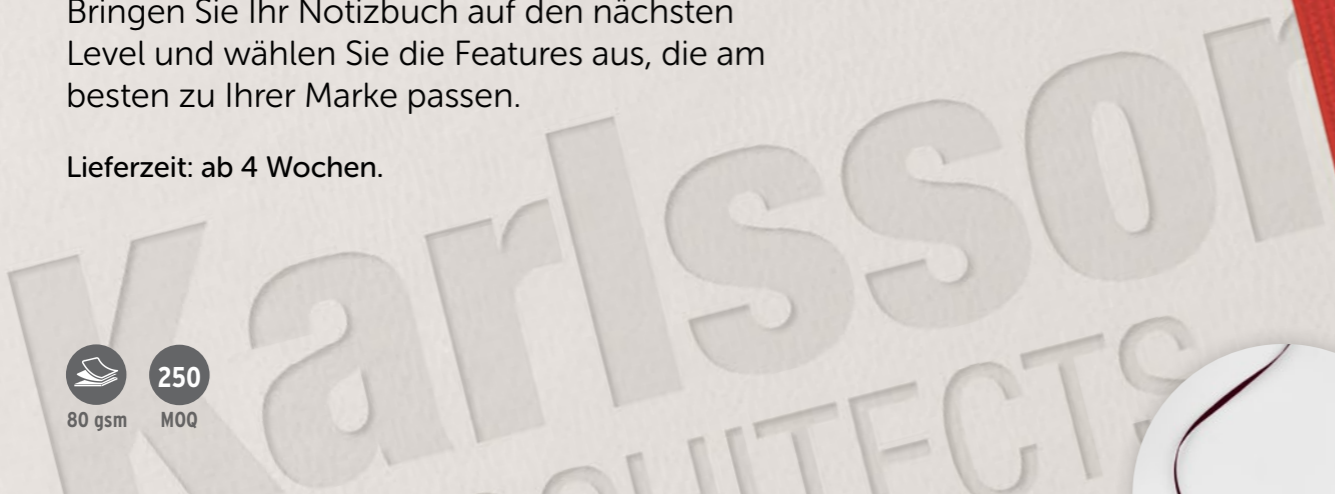 Bringen Sie Ihr Notizbuch auf den nächsten
Level und wählen Sie die Features aus, die am
besten zu Ihrer Marke passen.
Lieferzeit: ab 4 Wochen.
Karlsson
ARCHITECTS
250
80 gsm
MOQ